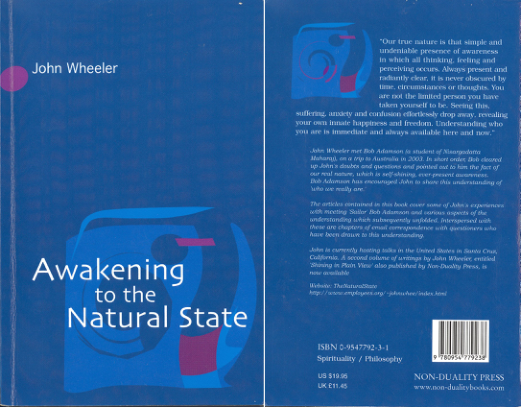 John Wheeler
Awakening
to the
Natural State
"Our true nature is that simple and
undeniable presence of awareness
in which all thinking, feeling and
perceiving occurs. Always present and
radiantly clear, it is never obscured by
time, circumstances or thoughts. You
are not the limited person you have
taken yourself to be. Seeing this,
suffering, anxiety and confusion effortlessly drop away, revealing
your own innate happiness and freedom. Understanding who
you are is immediate and always available here and now."
John Wheeler met Bob Adamson (a student of Nisargadatta
Maharaj), on a trip to Australia in 2003. In short order, Bob cleared
up John's doubts and questions and pointed out to him the fact of
our real nature, which is self-shining, ever-present awareness.
Bob Adamson has encouraged John to share this understanding of
'who we really are.'
The articles contained in this book cover some of John's experiences
with meeting 'Sailor' Bob Adamson and various aspects of the
understanding which subsequently unfolded. Interspersed with
these are chapters of email correspondence with questioners who
have been drawn to this understanding.
John is currently hosting talks in the United States in Santa Cruz,
California. A second volume of writings by John Wheeler, entitled
'Shining in Plain View' also published by Non-Duality Press, is
now available
Website: TheNaturalState
http://www.employees.org/~johnwhee/index.html
ISBN 0-9547792-3-1
Spirituality / Philosophy
US $19.95
UK £11.45
9 780954 779238
NON-DUALITY PRESS
www.non-dualitybooks.com